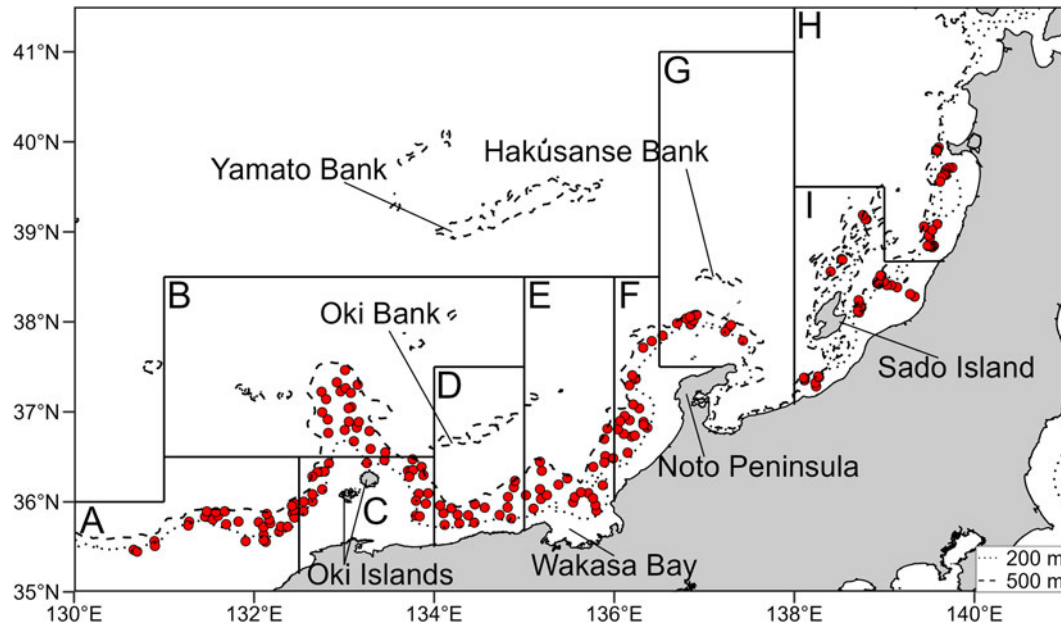 41°N
40°N
39°N
38°N
37°N
36°N
35°N
130°E
132°E
134°E
136°E
138°E
140°E
A
B
C
D
E
F
G
H
I
Yamato Bank
Hakusanse Bank
Oki Bank
Sado Island
Noto Peninsula
Wakasa Bay
Oki Islands
200 m
500 m